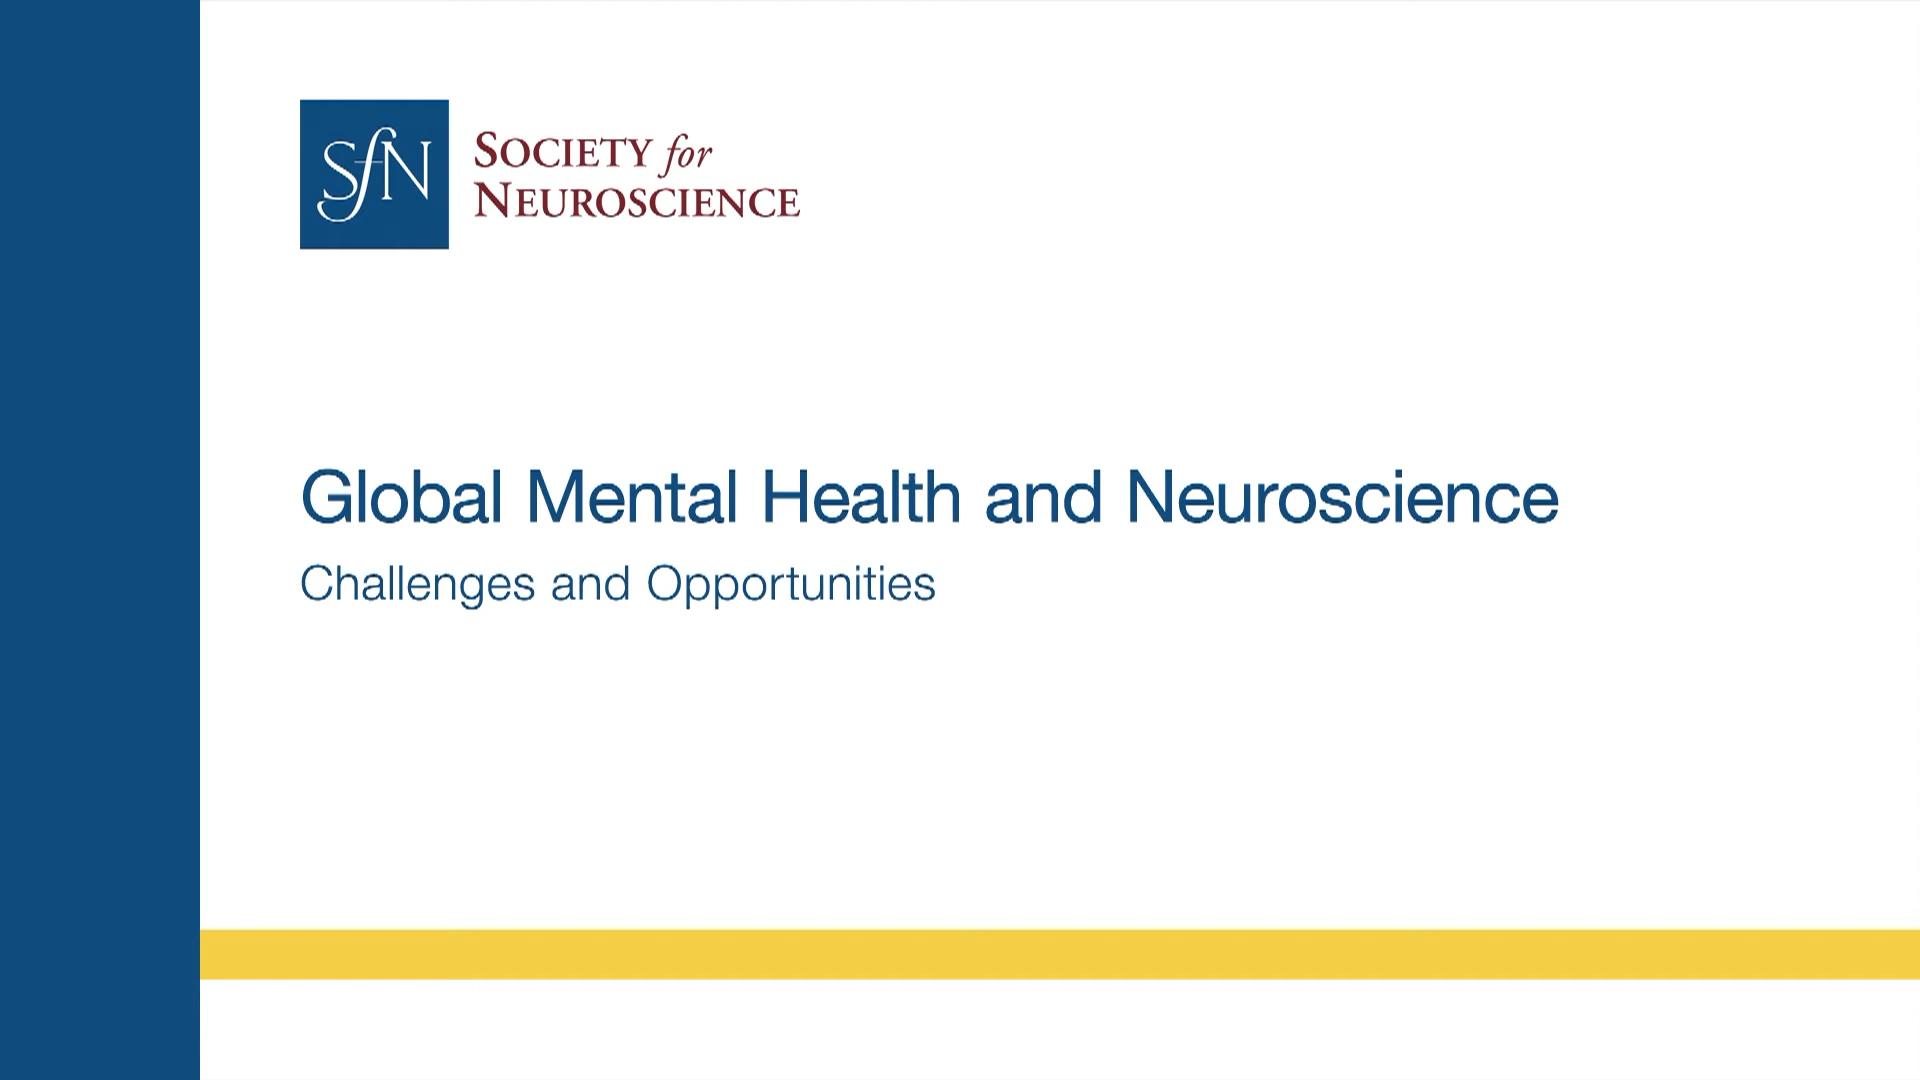 SfN
SOCIETY for
NEUROSCIENCE
Global Mental Health and Neuroscience
Challenges and Opportunities